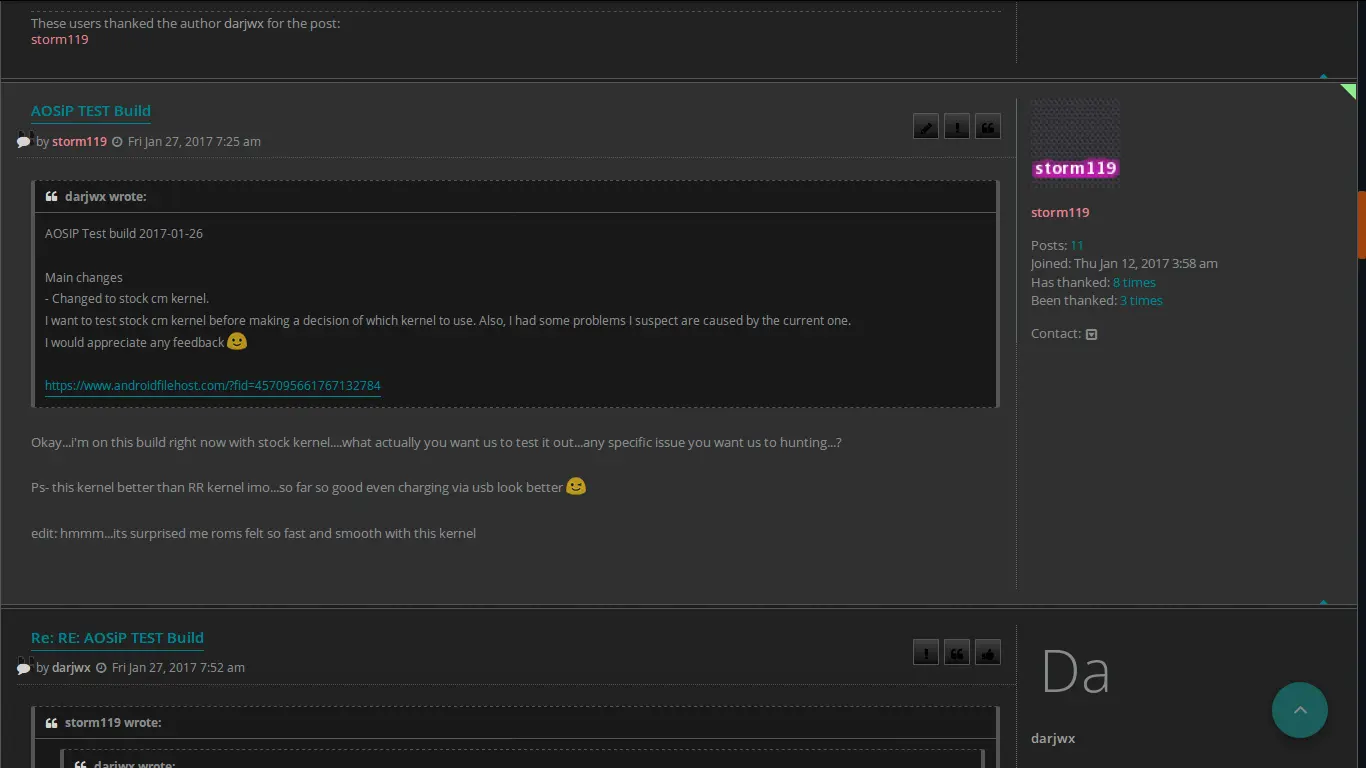 These users thanked the author darjwx for the post:
storm119
AOSiP TEST Build
by storm119 Fri Jan 27, 2017 7:25 am
darjwx wrote:
AOSIP Test build 2017-01-26
Main changes
- Changed to stock cm kernel.
I want to test stock cm kernel before making a decision of which kernel to use. Also, I had some problems I suspect are caused by the current one.
I would appreciate any feedback
https://www.androidfilehost.com/?fid=457095661767132784
Okay...i'm on this build right now with stock kernel....what actually you want us to test it out...any specific issue you want us to hunting...?
Ps- this kernel better than RR kernel imo...so far so good even charging via usb look better
edit: hmmm...its surprised me roms felt so fast and smooth with this kernel
storm119
storm119
Posts: 11
Joined: Thu Jan 12, 2017 3:58 am
Has thanked: 8 times
Been thanked: 3 times
Contact:
Re: RE: AOSiP TEST Build
by darjwx Fri Jan 27, 2017 7:52 am
storm119 wrote:
darjwx wrote:
Da
darjwx